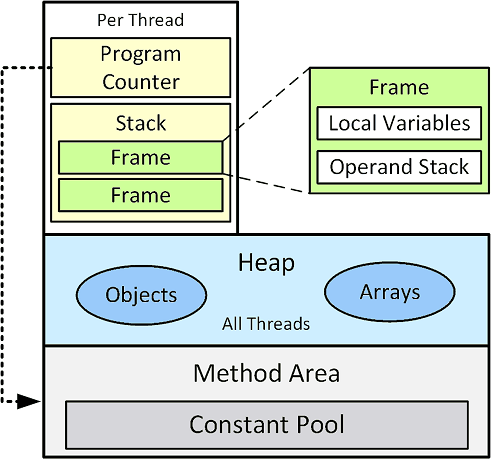 Per Thread
Program
Counter
Stack
Frame
Frame
Frame
Local Variables
Operand Stack
Heap
Objects
Arrays
All Threads
Method Area
Constant Pool